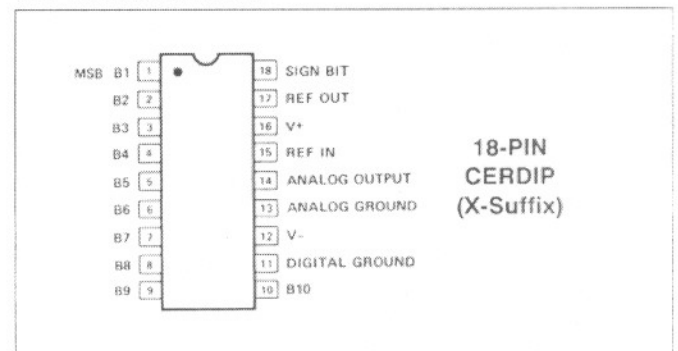 MSB B1 1 18 SIGN BIT
B2 2 17 REF OUT
B3 3 16 V+
B4 4 15 REF IN
B5 5 14 ANALOG OUTPUT
B6 6 13 ANALOG GROUND
B7 7 12 V-
B8 8 11 DIGITAL GROUND
B9 9 10 B10
18-PIN
CERDIP
(X-Suffix)